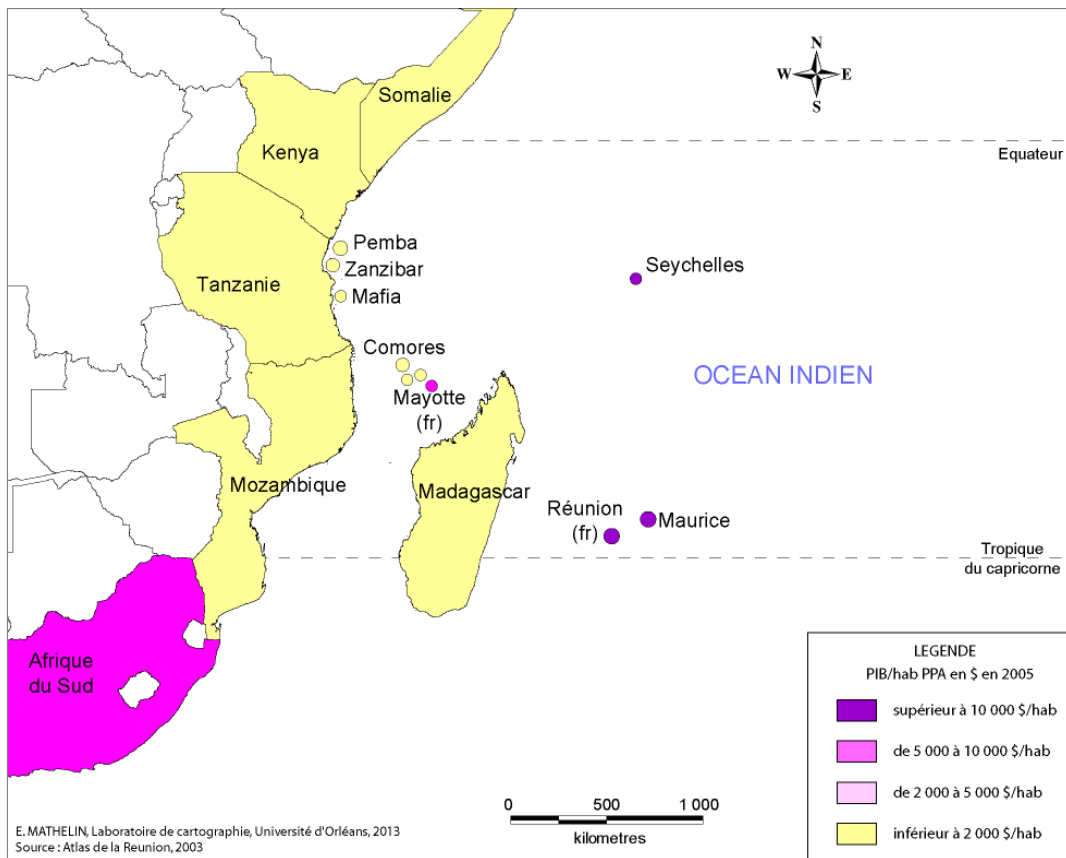 N
W E
S
Somalie
Kenya
Equateur
Pemba
Zanzibar
Seychelles
Tanzanie
Mafia
Comores
OCEAN INDIEN
Mayotte
(fr)
Mozambique
Madagascar
Réunion
(fr)
Maurice
Tropique
du capricorne
Afrique
du Sud
LEGENDE
PIB/hab PPA en $ en 2005
supérieur à 10 000 $/hab
de 5 000 à 10 000 $/hab
de 2 000 à 5 000 $/hab
inférieur à 2 000 $/hab
0 500 1 000
kilometres
E. MATHELIN, Laboratoire de cartographie, Université d'Orléans, 2013
Source : Atlas de la Reunion, 2003